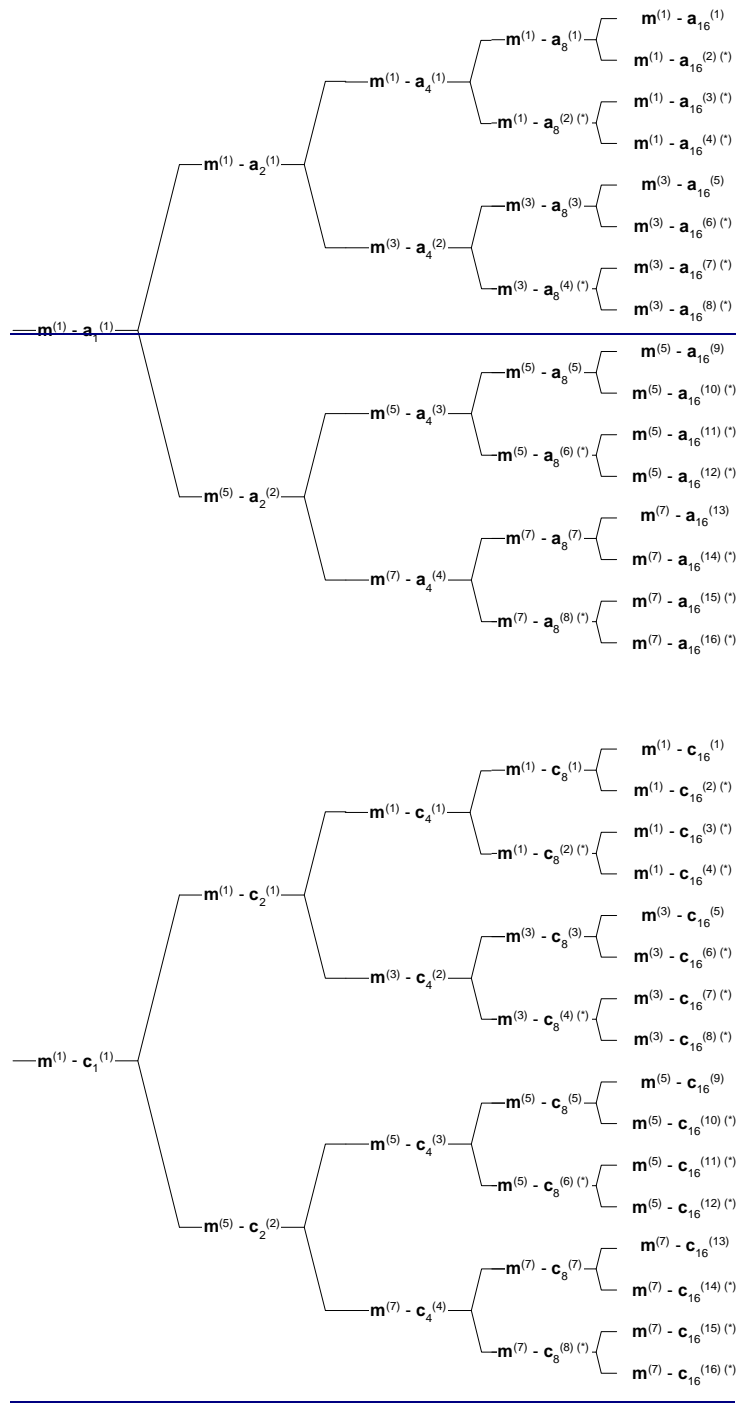 m(1) - a16(1)
m(1) - a8(1)
m(1) - a16(2) (*)
m(1) - a4(1)
m(1) - a16(3) (*)
m(1) - a8(2) (*)
m(1) - a16(4) (*)
m(1) - a2(1)
m(3) - a16(5)
m(3) - a8(3)
m(3) - a16(6) (*)
m(3) - a4(2)
m(3) - a16(7) (*)
m(3) - a8(4) (*)
m(3) - a16(8) (*)
m(1) - a1(1)
m(5) - a16(9)
m(5) - a8(5)
m(5) - a16(10) (*)
m(5) - a4(3)
m(5) - a16(11) (*)
m(5) - a8(6) (*)
m(5) - a16(12) (*)
m(5) - a2(2)
m(7) - a16(13)
m(7) - a8(7)
m(7) - a16(14) (*)
m(7) - a4(4)
m(7) - a16(15) (*)
m(7) - a8(8) (*)
m(7) - a16(16) (*)
m(1) - c16(1)
m(1) - c8(1)
m(1) - c16(2) (*)
m(1) - c4(1)
m(1) - c16(3) (*)
m(1) - c8(2) (*)
m(1) - c16(4) (*)
m(1) - c2(1)
m(3) - c16(5)
m(3) - c8(3)
m(3) - c16(6) (*)
m(3) - c4(2)
m(3) - c16(7) (*)
m(3) - c8(4) (*)
m(3) - c16(8) (*)
m(1) - c1(1)
m(5) - c16(9)
m(5) - c8(5)
m(5) - c16(10) (*)
m(5) - c4(3)
m(5) - c16(11) (*)
m(5) - c8(6) (*)
m(5) - c16(12) (*)
m(5) - c2(2)
m(7) - c16(13)
m(7) - c8(7)
m(7) - c16(14) (*)
m(7) - c4(4)
m(7) - c16(15) (*)
m(7) - c8(8) (*)
m(7) - c16(16) (*)